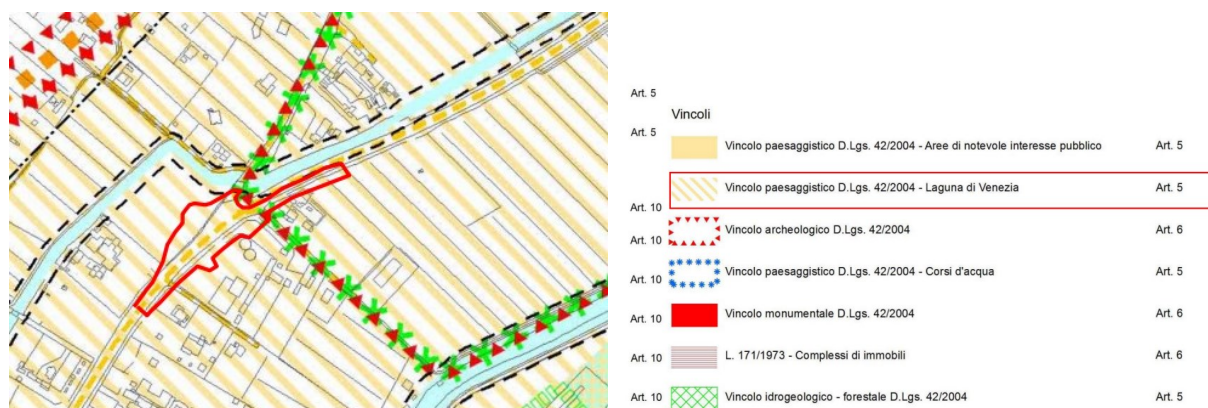 Art. 5
Vincoli
Art. 5
Vincolo paesaggistico D.Lgs. 42/2004 - Aree di notevole interesse pubblico Art. 5
Vincolo paesaggistico D.Lgs. 42/2004 - Laguna di Venezia Art. 5
Art. 10
Vincolo archeologico D.Lgs. 42/2004 Art. 6
Art. 10
Vincolo paesaggistico D.Lgs. 42/2004 - Corsi d'acqua Art. 5
Art. 10
Art. 10 Vincolo monumentale D.Lgs. 42/2004 Art. 6
Art. 10 L. 171/1973 - Complessi di immobili Art. 6
Art. 10 Vincolo idrogeologico - forestale D.Lgs. 42/2004 Art. 5